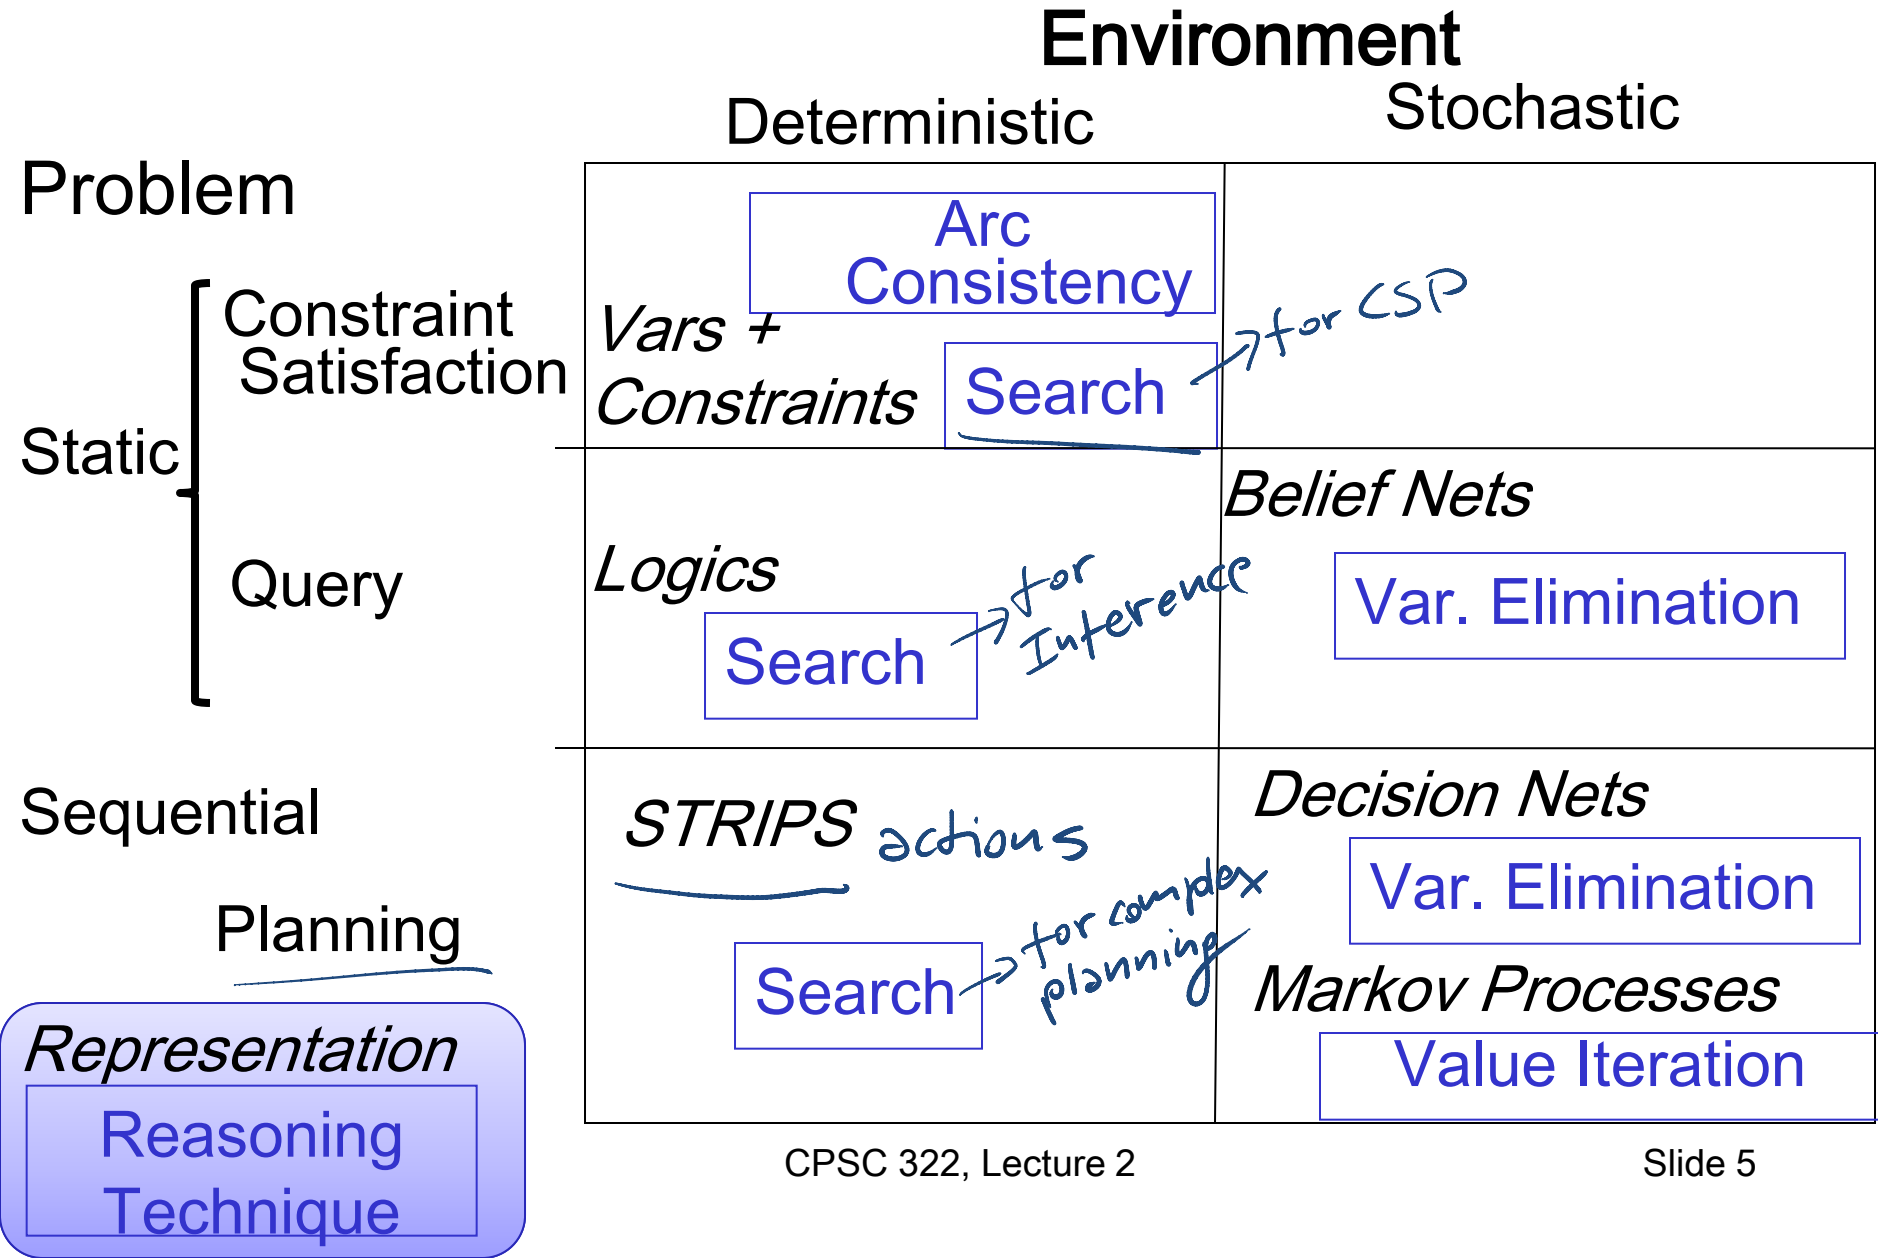 Environment
Deterministic
Stochastic
Problem
Arc
Consistency
Constraint
Satisfaction
Vars +
Constraints
Search
for CSP
Static
Query
Logics
Search
for
Inference
Belief Nets
Var. Elimination
Sequential
Planning
STRIPS actions
Search
for complex
planning
Decision Nets
Var. Elimination
Markov Processes
Value Iteration
Representation
Reasoning
Technique
CPSC 322, Lecture 2
Slide 5